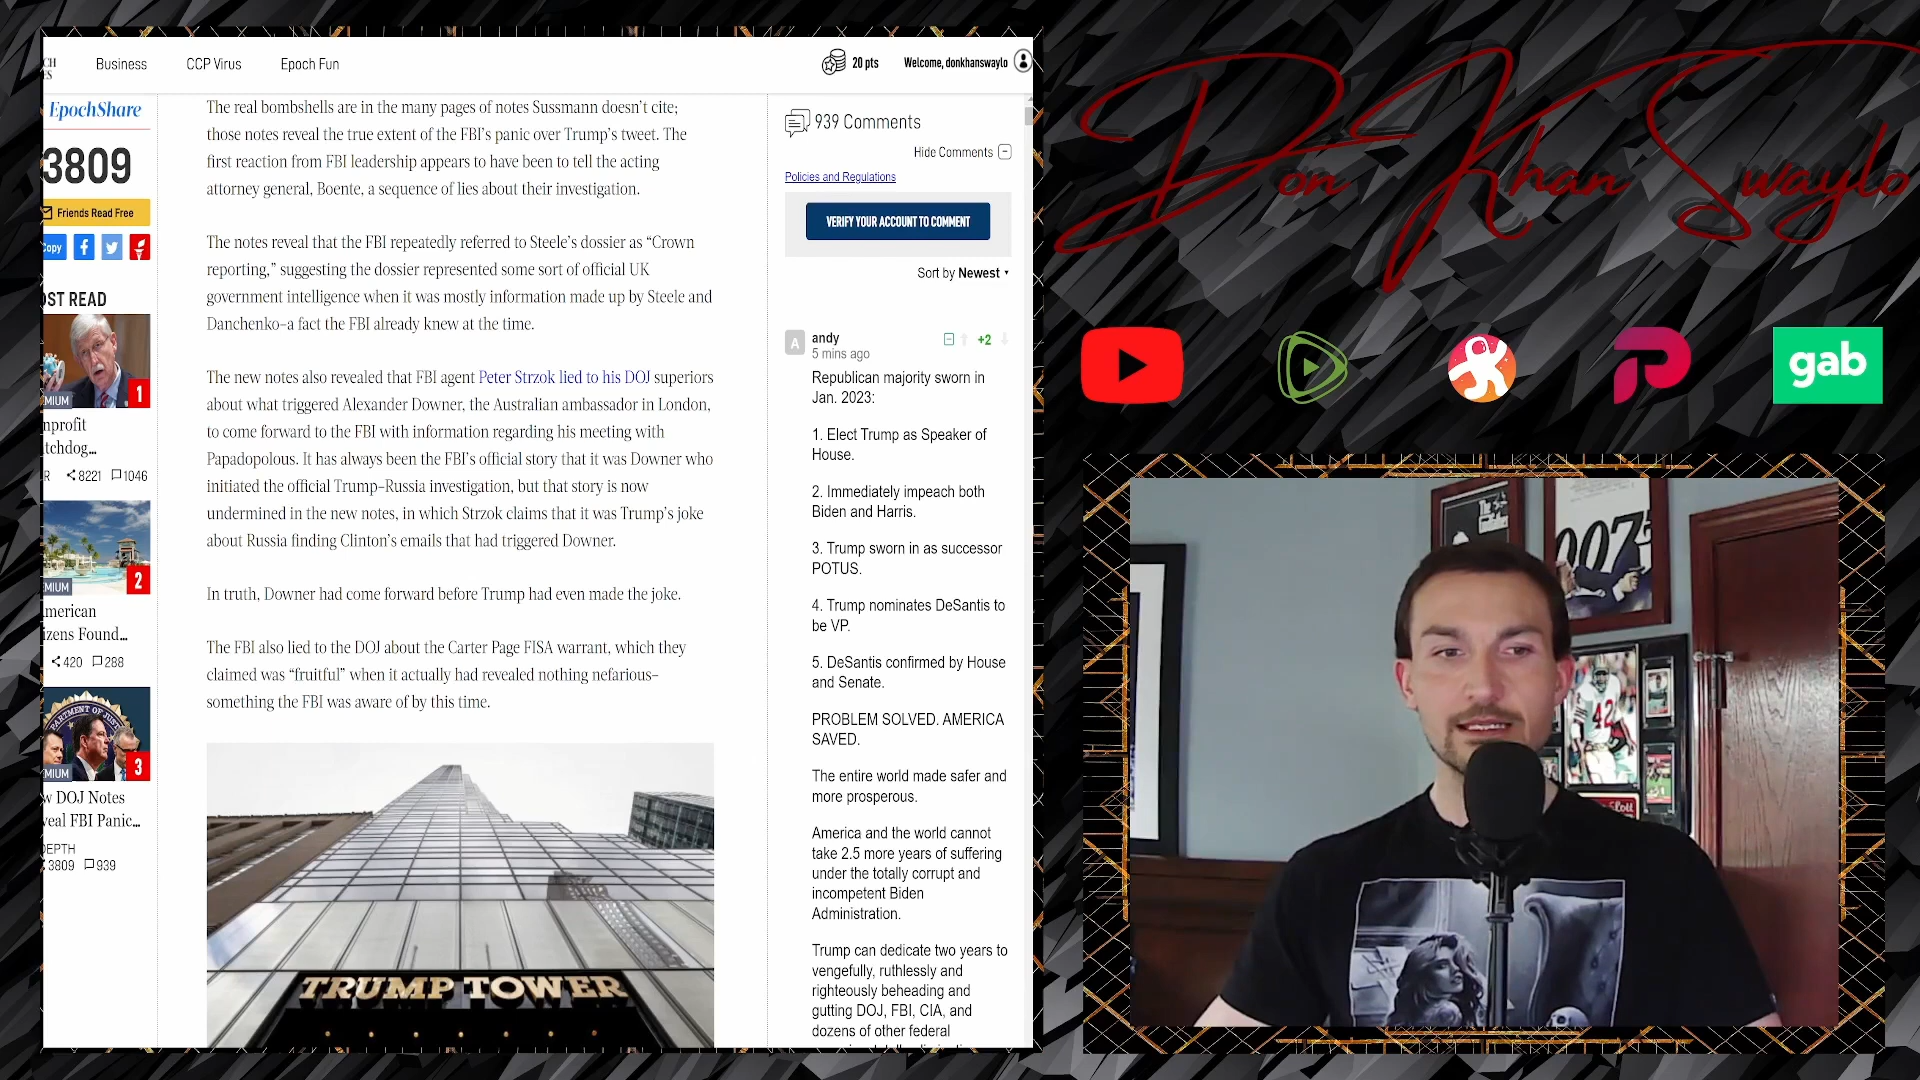 CH
ES
Business
CCP Virus
Epoch Fun
20 pts
Welcome, donkhanswaylo
EpochShare
3809
Friends Read Free
opy
OST READ
MIUM
1
nprofit
tchdog...
R
8221
1046
MIUM
2
merican
izens Found...
420
288
MIUM
3
w DOJ Notes
veal FBI Panic...
DEPTH
3809
939
The real bombshells are in the many pages of notes Sussmann doesn't cite;
those notes reveal the true extent of the FBI's panic over Trump's tweet. The
first reaction from FBI leadership appears to have been to tell the acting
attorney general, Boente, a sequence of lies about their investigation.
The notes reveal that the FBI repeatedly referred to Steele's dossier as “Crown
reporting,” suggesting the dossier represented some sort of official UK
government intelligence when it was mostly information made up by Steele and
Danchenko–a fact the FBI already knew at the time.
The new notes also revealed that FBI agent Peter Strzok lied to his DOJ superiors
about what triggered Alexander Downer, the Australian ambassador in London,
to come forward to the FBI with information regarding his meeting with
Papadopolous. It has always been the FBI's official story that it was Downer who
initiated the official Trump–Russia investigation, but that story is now
undermined in the new notes, in which Strzok claims that it was Trump's joke
about Russia finding Clinton's emails that had triggered Downer.
In truth, Downer had come forward before Trump had even made the joke.
The FBI also lied to the DOJ about the Carter Page FISA warrant, which they
claimed was “fruitful” when it actually had revealed nothing nefarious–
something the FBI was aware of by this time.
TRUMP TOWER
939 Comments
Hide Comments
Policies and Regulations
VERIFY YOUR ACCOUNT TO COMMENT
Sort by Newest
A
andy
+2
5 mins ago
Republican majority sworn in
Jan. 2023:
1. Elect Trump as Speaker of
House.
2. Immediately impeach both
Biden and Harris.
3. Trump sworn in as successor
POTUS.
4. Trump nominates DeSantis to
be VP.
5. DeSantis confirmed by House
and Senate.
PROBLEM SOLVED. AMERICA
SAVED.
The entire world made safer and
more prosperous.
America and the world cannot
take 2.5 more years of suffering
under the totally corrupt and
incompetent Biden
Administration.
Trump can dedicate two years to
vengefully, ruthlessly and
righteously beheading and
gutting DOJ, FBI, CIA, and
dozens of other federal
Don Khan Swaylo
gab
007
42